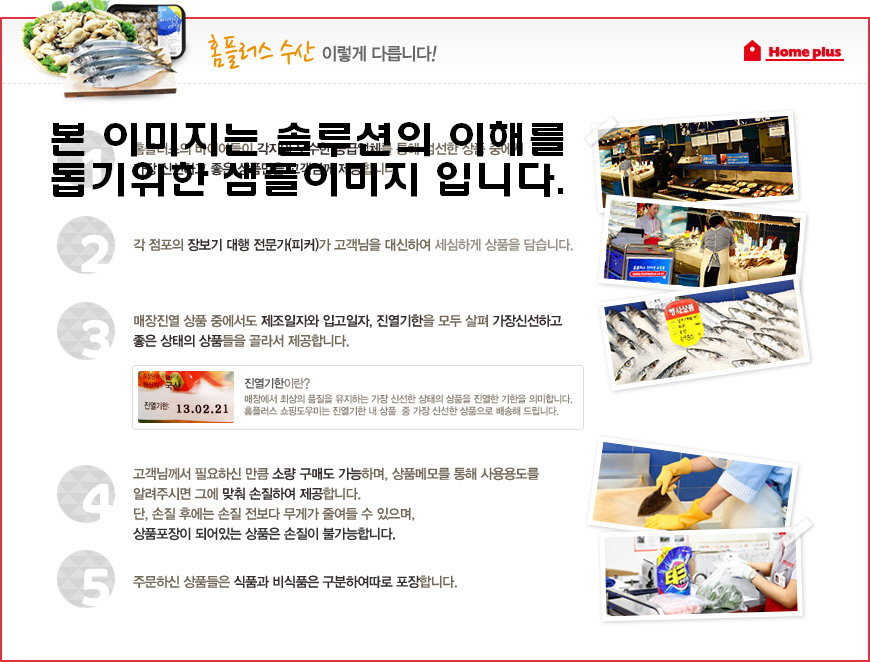 홈플러스 수산 이렇게 다릅니다!
Home plus
본 이미지는 솔루션의 이해를
돕기위한 샘플이미지 입니다.
2
각 점포의 장보기 대행 전문가(피커)가 고객님을 대신하여 세심하게 상품을 담습니다.
3
매장진열 상품 중에서도 제조일자와 입고일자, 진열기한을 모두 살펴 가장신선하고
좋은 상태의 상품들을 골라서 제공합니다.
국산
진열기한: 13.02.21
진열기한이란?
매장에서 최상의 품질을 유지하는 가장 신선한 상태의 상품을 진열한 기한을 의미합니다.
홈플러스 쇼핑도우미는 진열기한 내 상품 중 가장 신선한 상품으로 배송해 드립니다.
행사상품
4
고객님께서 필요하신 만큼 소량 구매도 가능하며, 상품메모를 통해 사용용도를
알려주시면 그에 맞춰 손질하여 제공합니다.
단, 손질 후에는 손질 전보다 무게가 줄여들 수 있으며,
상품포장이 되어있는 상품은 손질이 불가능합니다.
5
주문하신 상품들은 식품과 비식품은 구분하여따로 포장합니다.